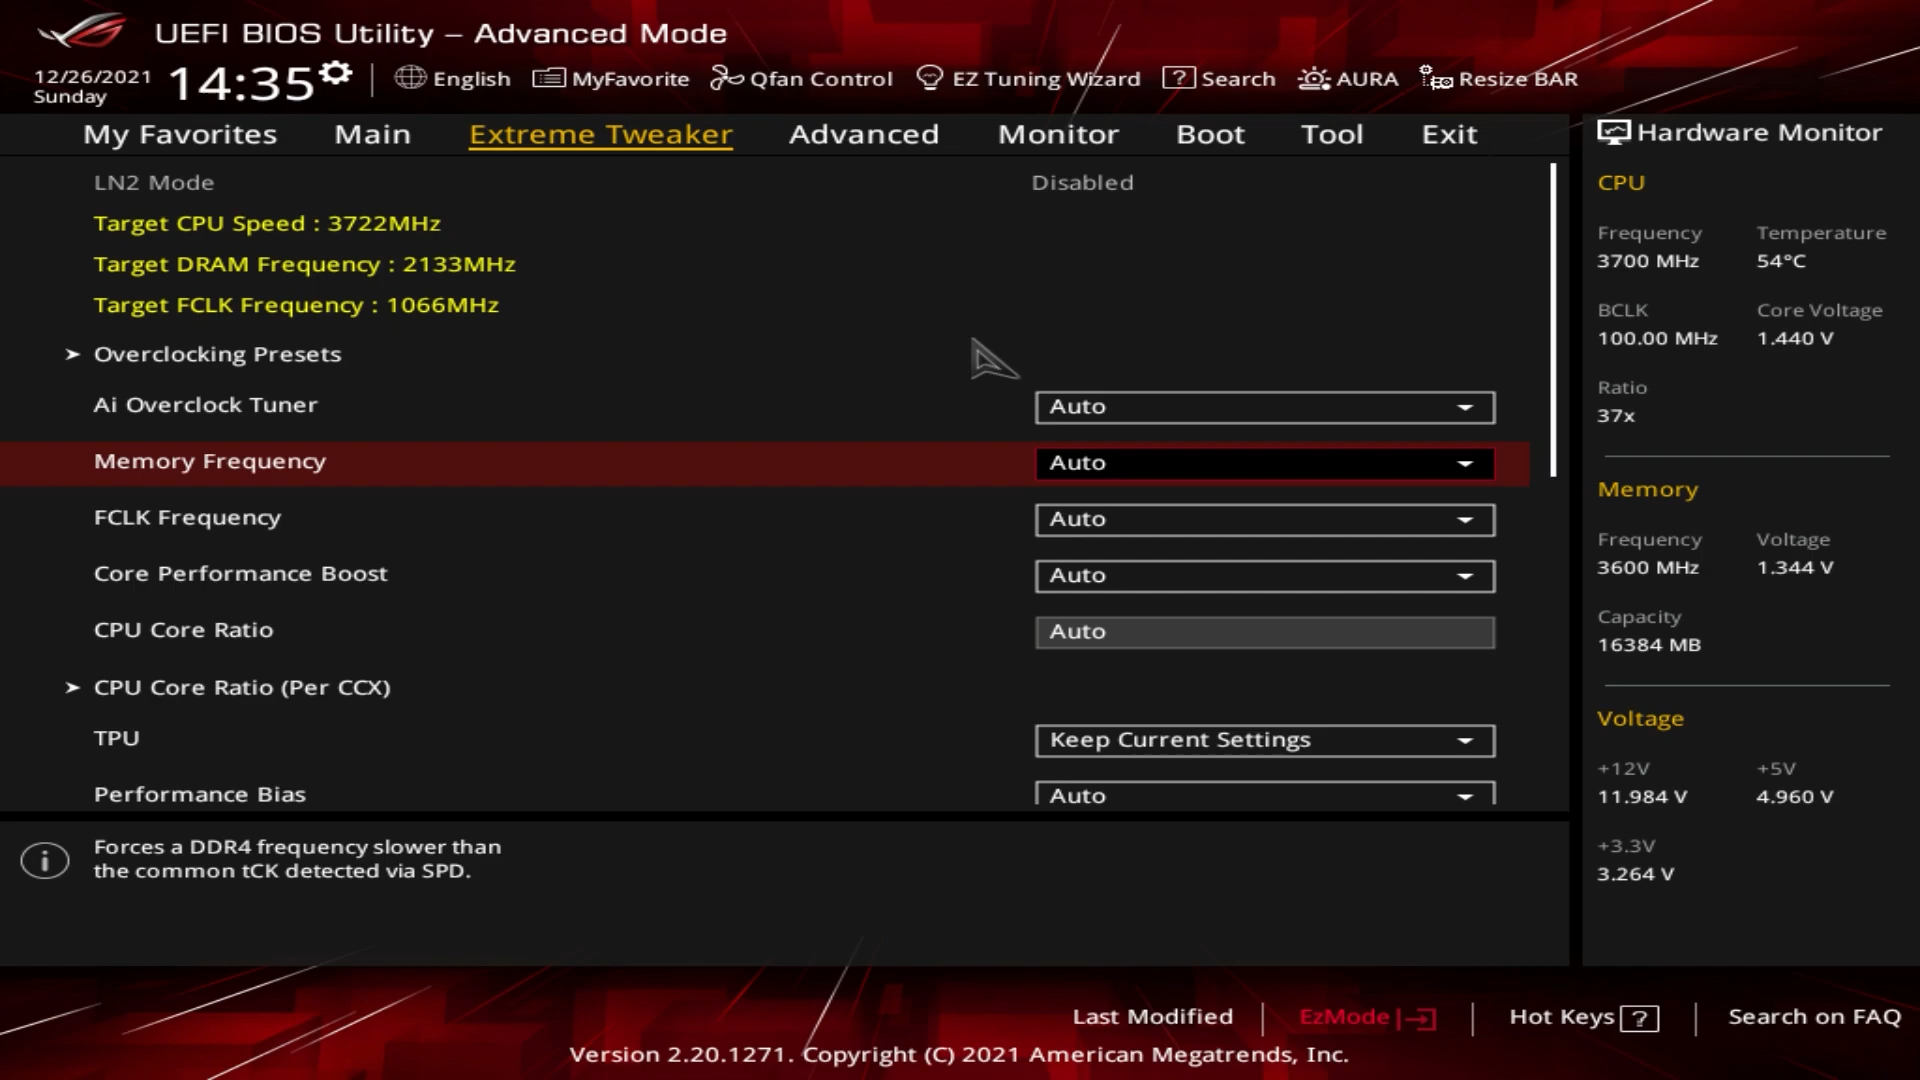 UEFI BIOS Utility – Advanced Mode
12/26/2021
Sunday
14:35
English
MyFavorite
Qfan Control
EZ Tuning Wizard
? Search
AURA
Resize BAR
My Favorites
Main
Extreme Tweaker
Advanced
Monitor
Boot
Tool
Exit
LN2 Mode Disabled
Target CPU Speed : 3722MHz
Target DRAM Frequency : 2133MHz
Target FCLK Frequency : 1066MHz
Overclocking Presets
Ai Overclock Tuner Auto
Memory Frequency Auto
FCLK Frequency Auto
Core Performance Boost Auto
CPU Core Ratio Auto
CPU Core Ratio (Per CCX)
TPU Keep Current Settings
Performance Bias Auto
Forces a DDR4 frequency slower than
the common tCK detected via SPD.
Hardware Monitor
CPU
Frequency Temperature
3700 MHz 54°C
BCLK Core Voltage
100.00 MHz 1.440 V
Ratio
37x
Memory
Frequency Voltage
3600 MHz 1.344 V
Capacity
16384 MB
Voltage
+12V +5V
11.984 V 4.960 V
+3.3V
3.264 V
Last Modified
EzMode
Hot Keys ?
Search on FAQ
Version 2.20.1271. Copyright (C) 2021 American Megatrends, Inc.